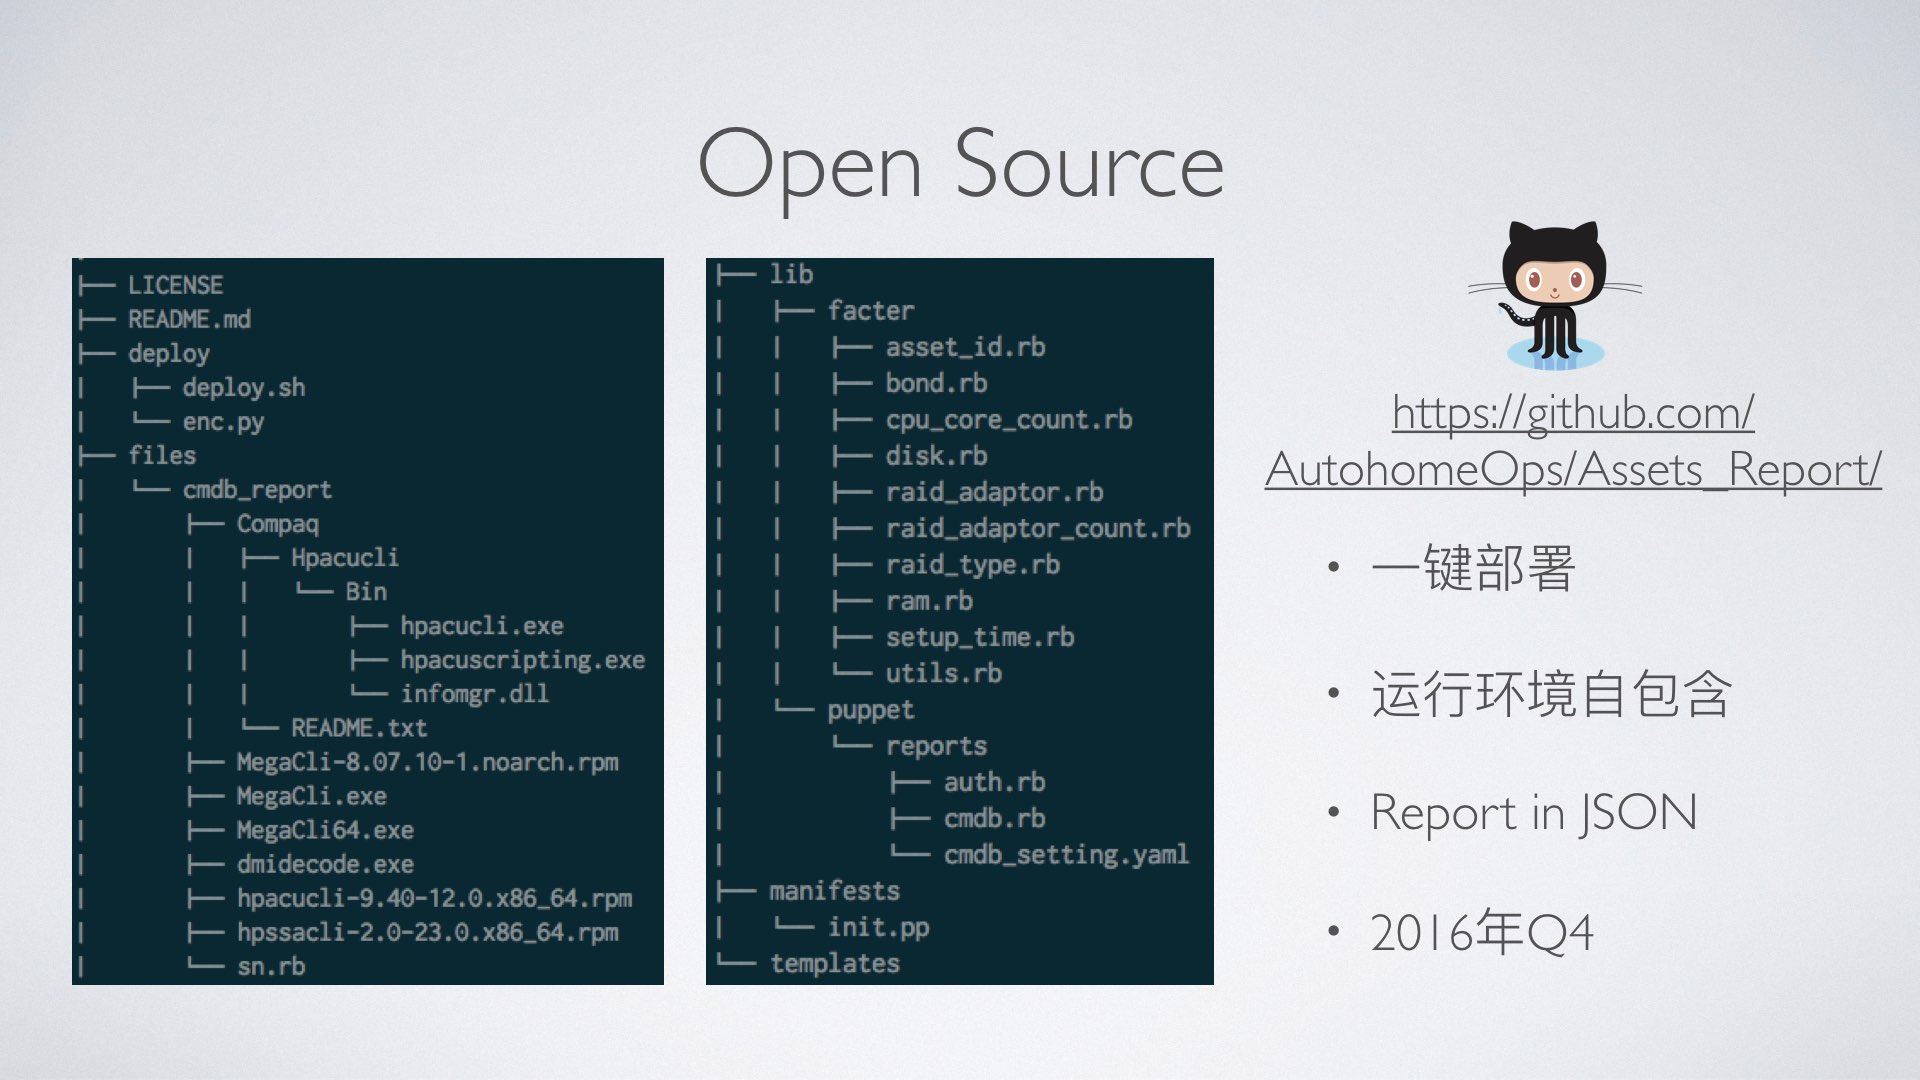 Open Source
├── LICENSE
├── README.md
├── deploy
│   ├── deploy.sh
│   └── enc.py
├── files
│   └── cmdb_report
│       ├── Compaq
│       │   ├── Hpacucli
│       │   │   └── Bin
│       │   │       ├── hpacucli.exe
│       │   │       ├── hpacuscripting.exe
│       │   │       └── infomgr.dll
│       │   └── README.txt
│       ├── MegaCli-8.07.10-1.noarch.rpm
│       ├── MegaCli.exe
│       ├── MegaCli64.exe
│       ├── dmidecode.exe
│       ├── hpacucli-9.40-12.0.x86_64.rpm
│       ├── hpssacli-2.0-23.0.x86_64.rpm
│       └── sn.rb
├── lib
│   ├── facter
│   │   ├── asset_id.rb
│   │   ├── bond.rb
│   │   ├── cpu_core_count.rb
│   │   ├── disk.rb
│   │   ├── raid_adaptor.rb
│   │   ├── raid_adaptor_count.rb
│   │   ├── raid_type.rb
│   │   ├── ram.rb
│   │   ├── setup_time.rb
│   │   └── utils.rb
│   └── puppet
│       └── reports
│           ├── auth.rb
│           ├── cmdb.rb
│           └── cmdb_setting.yaml
├── manifests
│   └── init.pp
└── templates
https://github.com/
AutohomeOps/Assets_Report/
• 一键部署
• 运行环境自包含
• Report in JSON
• 2016年Q4